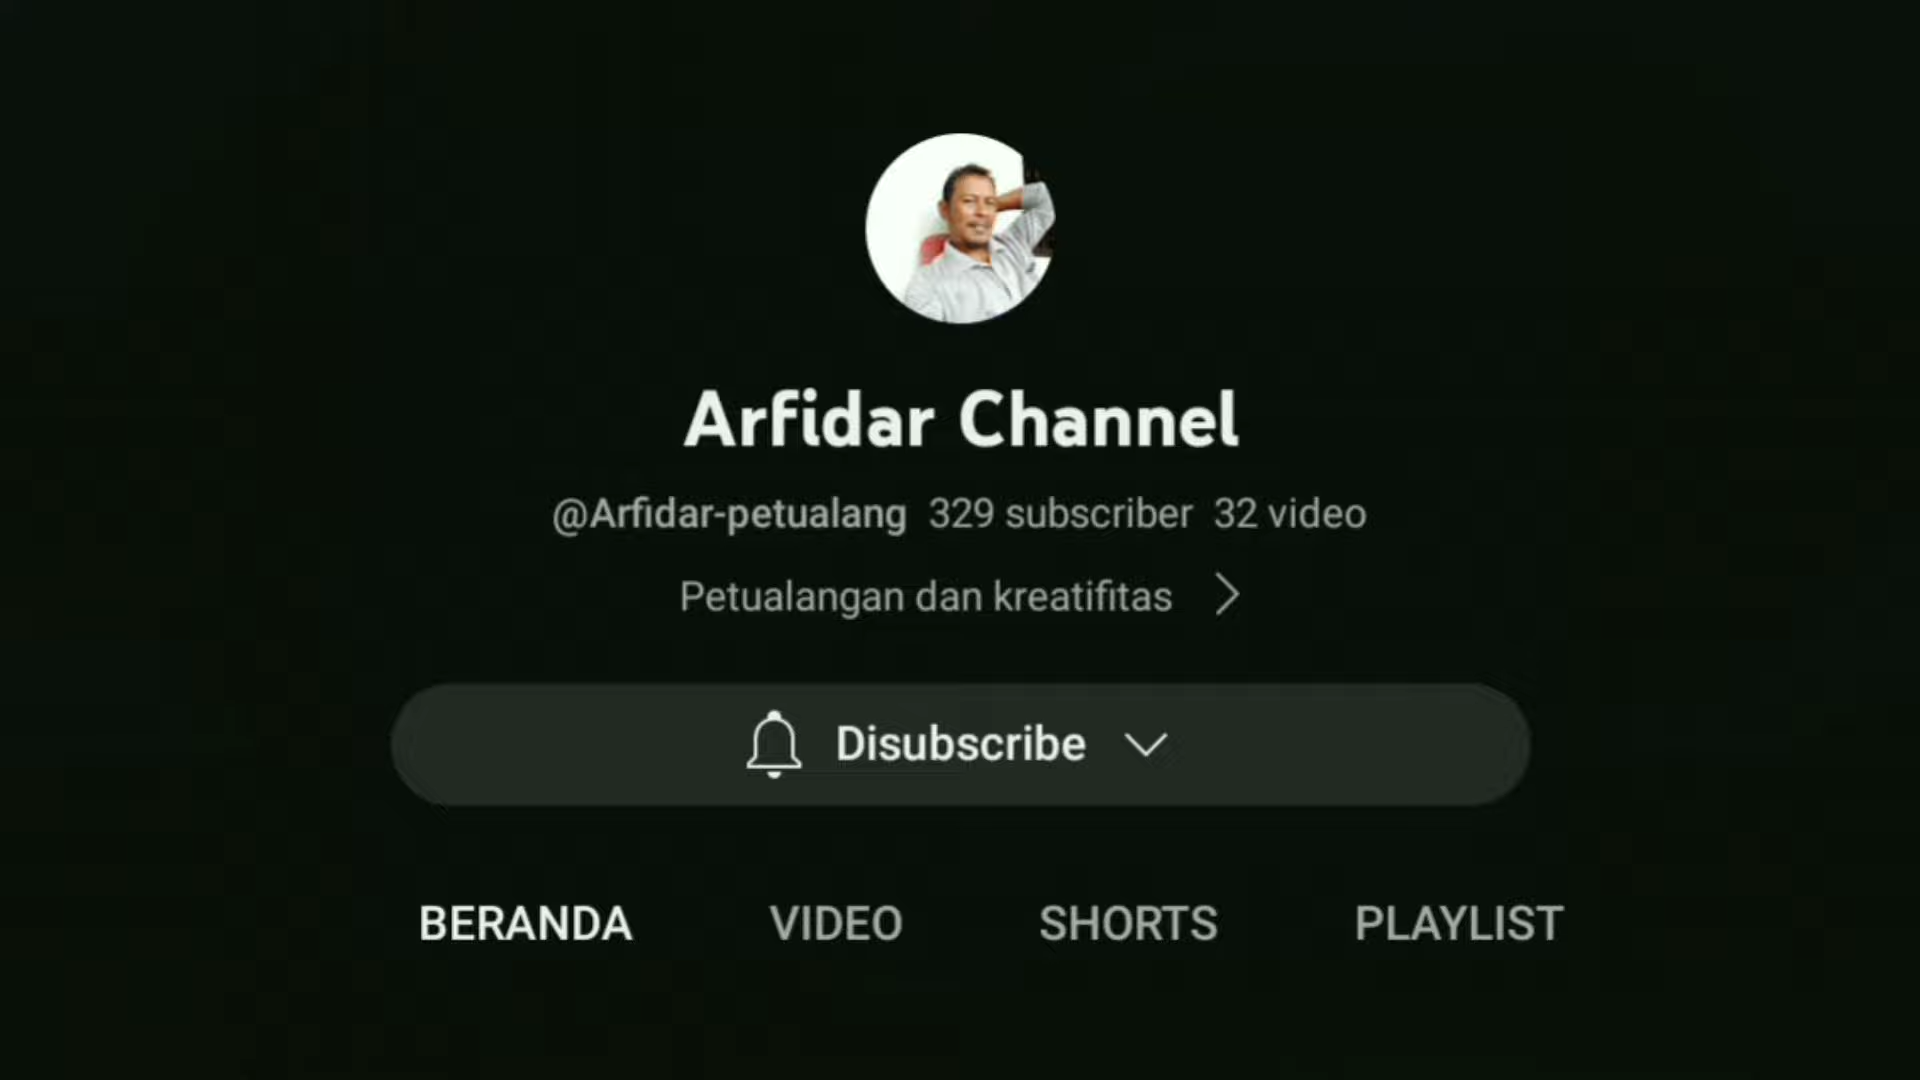 Arfidar Channel
@Arfidar-petualang 329 subscriber 32 video
Petualangan dan kreatifitas
Disubscribe
BERANDA VIDEO SHORTS PLAYLIST